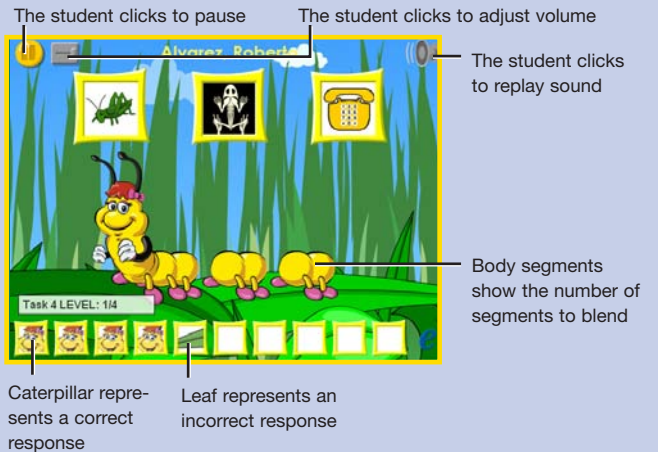 The student clicks to pause
The student clicks to adjust volume
Alvarez, Roberto
The student clicks
to replay sound
Body segments
show the number of
segments to blend
Task 4 LEVEL: 1/4
e
Caterpillar repre-
sents a correct
response
Leaf represents an
incorrect response